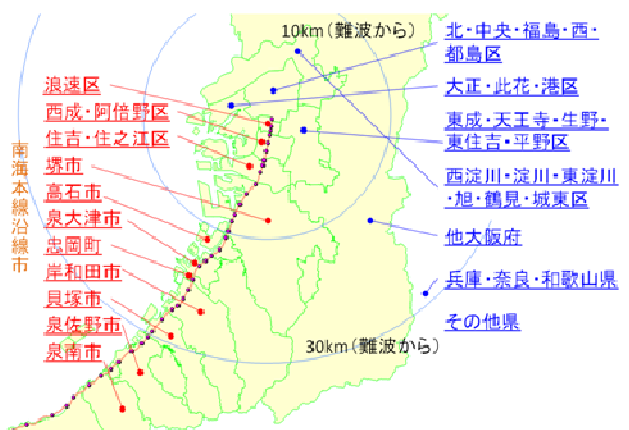 10km(難波から)
浪速区
西成・阿倍野区
住吉・住之江区
堺市
高石市
泉大津市
忠岡町
岸和田市
貝塚市
泉佐野市
泉南市
南海本線沿線市
北・中央・福島・西・
都島区
大正・此花・港区
東成・天王寺・生野・
東住吉・平野区
西淀川・淀川・東淀川
・旭・鶴見・城東区
他大阪府
兵庫・奈良・和歌山県
その他県
30km(難波から)